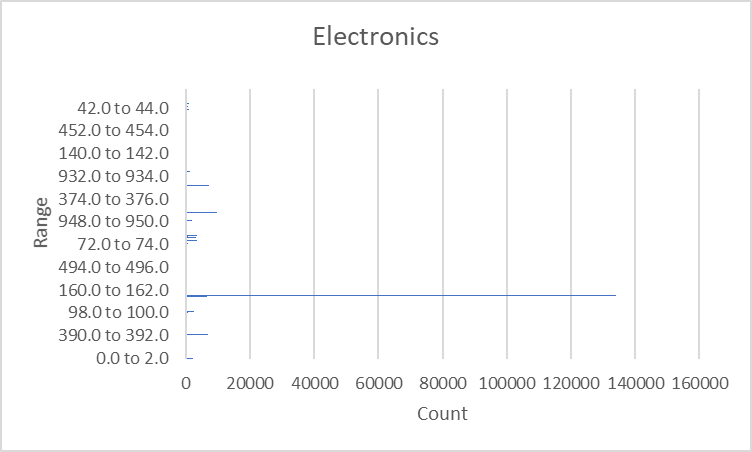 Electronics
42.0 to 44.0
452.0 to 454.0
140.0 to 142.0
932.0 to 934.0
374.0 to 376.0
948.0 to 950.0
72.0 to 74.0
494.0 to 496.0
160.0 to 162.0
98.0 to 100.0
390.0 to 392.0
0.0 to 2.0
Range
0 20000 40000 60000 80000 100000 120000 140000 160000
Count